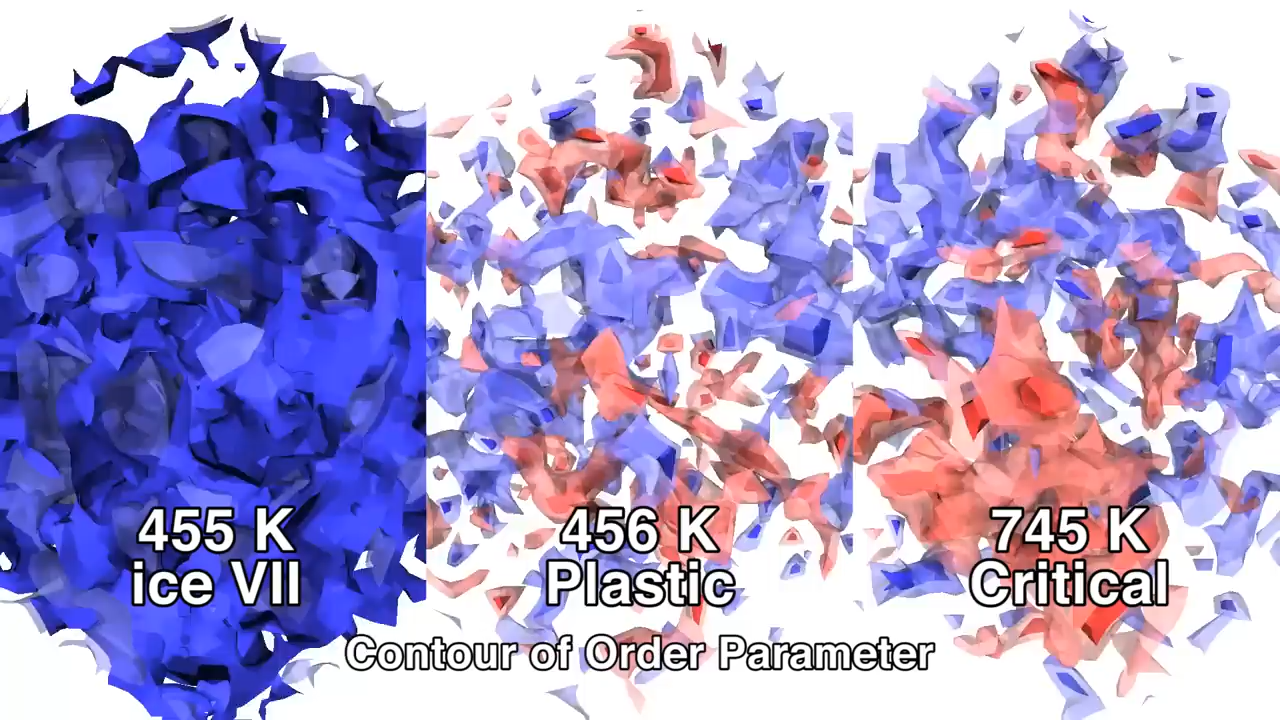 455 K
ice VII
456 K
Plastic
745 K
Critical
Contour of Order Parameter